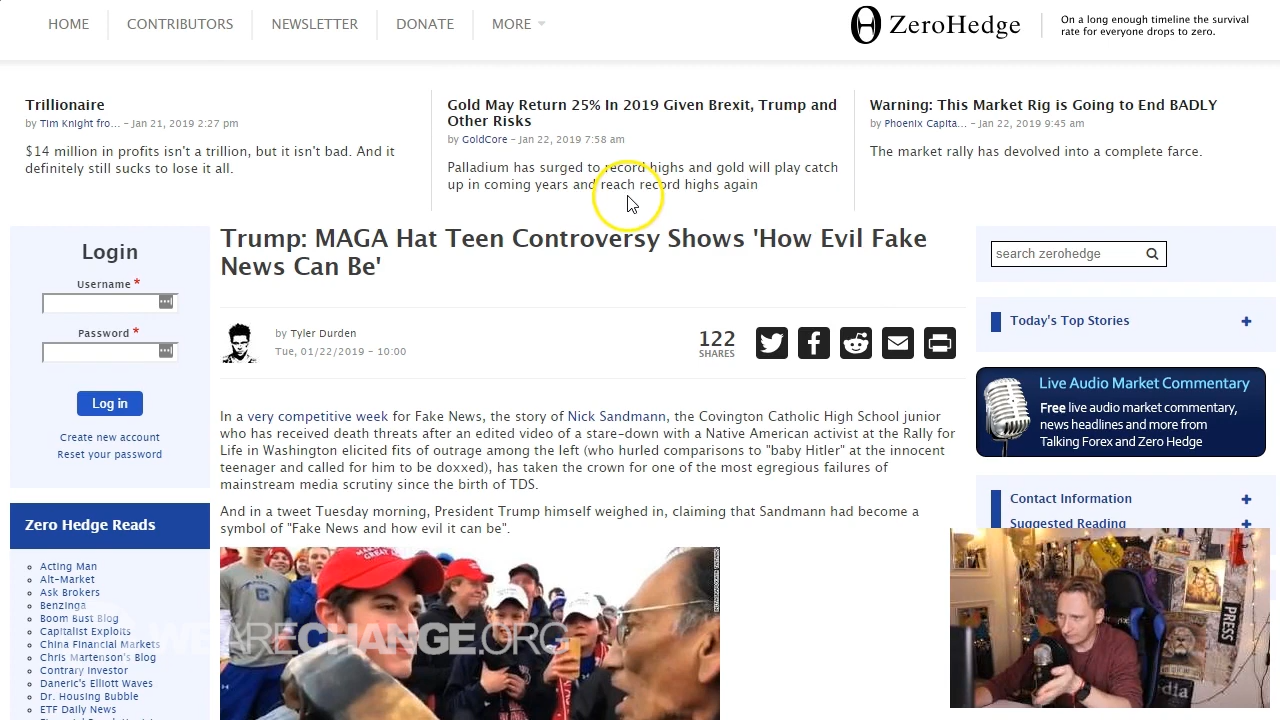 HOME
CONTRIBUTORS
NEWSLETTER
DONATE
MORE
ZeroHedge
On a long enough timeline the survival
rate for everyone drops to zero.
Trillionaire
by Tim Knight fro... – Jan 21, 2019 2:27 pm
$14 million in profits isn't a trillion, but it isn't bad. And it
definitely still sucks to lose it all.
Gold May Return 25% In 2019 Given Brexit, Trump and
Other Risks
by GoldCore – Jan 22, 2019 7:58 am
Palladium has surged to record highs and gold will play catch
up in coming years and reach record highs again
Warning: This Market Rig is Going to End BADLY
by Phoenix Capita... – Jan 22, 2019 9:45 am
The market rally has devolved into a complete farce.
Login
Username *
Password *
Log in
Create new account
Reset your password
Zero Hedge Reads
Acting Man
Alt-Market
Ask Brokers
Benzinga
Boom Bust Blog
Capitalist Exploits
China Financial Markets
Chris Martenson's Blog
Contrary Investor
Daneric's Elliott Waves
Dr. Housing Bubble
ETF Daily News
Trump: MAGA Hat Teen Controversy Shows 'How Evil Fake
News Can Be'
by Tyler Durden
Tue, 01/22/2019 – 10:00
122
SHARES
In a very competitive week for Fake News, the story of Nick Sandmann, the Covington Catholic High School junior
who has received death threats after an edited video of a stare-down with a Native American activist at the Rally for
Life in Washington elicited fits of outrage among the left (who hurled comparisons to "baby Hitler" at the innocent
teenager and called for him to be doxxed), has taken the crown for one of the most egregious failures of
mainstream media scrutiny since the birth of TDS.
And in a tweet Tuesday morning, President Trump himself weighed in, claiming that Sandmann had become a
symbol of "Fake News and how evil it can be".
WEARECHANGE.ORG
search zerohedge
Today's Top Stories
Live Audio Market Commentary
Free live audio market commentary,
news headlines and more from
Talking Forex and Zero Hedge
Contact Information
Suggested Reading
PRESS